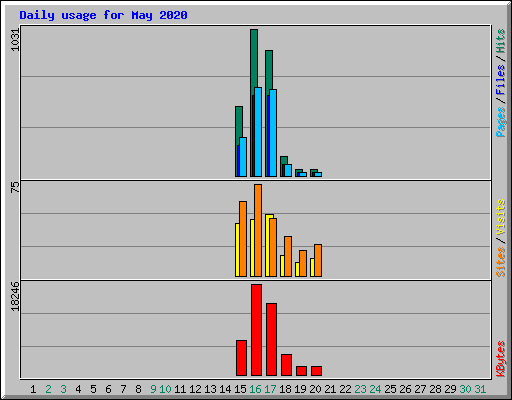 Daily usage for May 2020
1031
Pages/Files/Hits
75
Sites/Visits
18246
KBytes
1 2 3 4 5 6 7 8 9 10 11 12 13 14 15 16 17 18 19 20 21 22 23 24 25 26 27 28 29 30 31